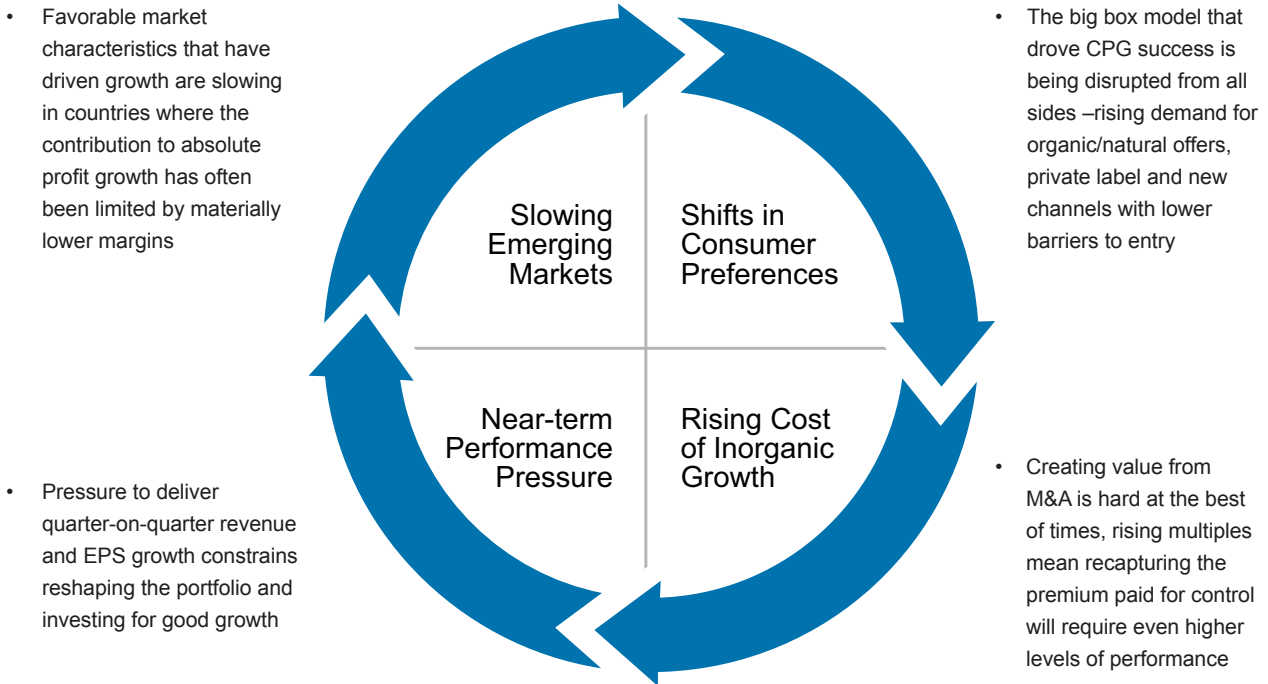 • Favorable market
characteristics that have
driven growth are slowing
in countries where the
contribution to absolute
profit growth has often
been limited by materially
lower margins
Slowing
Emerging
Markets
Shifts in
Consumer
Preferences
• The big box model that
drove CPG success is
being disrupted from all
sides –rising demand for
organic/natural offers,
private label and new
channels with lower
barriers to entry
• Pressure to deliver
quarter-on-quarter revenue
and EPS growth constrains
reshaping the portfolio and
investing for good growth
Near-term
Performance
Pressure
Rising Cost
of Inorganic
Growth
• Creating value from
M&A is hard at the best
of times, rising multiples
mean recapturing the
premium paid for control
will require even higher
levels of performance